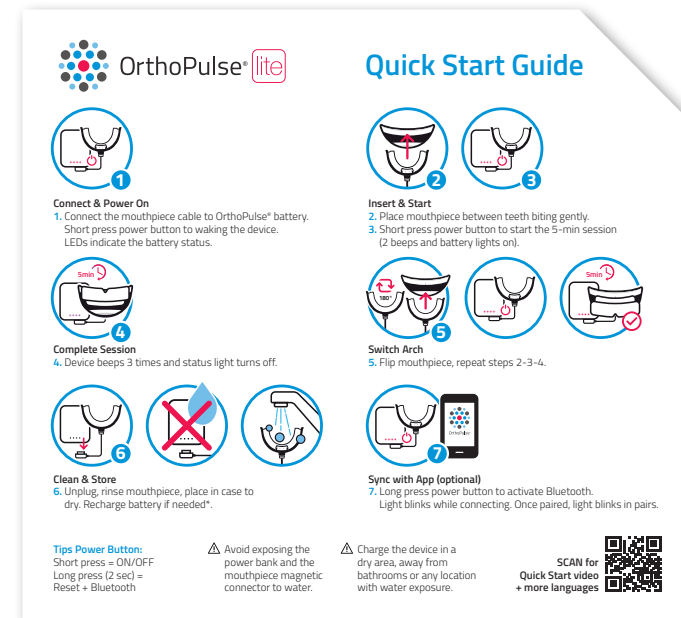 OrthoPulse® lite
Quick Start Guide
1
Connect & Power On
1. Connect the mouthpiece cable to OrthoPulse® battery.
Short press power button to waking the device.
LEDs indicate the battery status.
2
3
Insert & Start
2. Place mouthpiece between teeth biting gently.
3. Short press power button to start the 5-min session
(2 beeps and battery lights on).
5min
4
Complete Session
4. Device beeps 3 times and status light turns off.
180°
5
5min
Switch Arch
5. Flip mouthpiece, repeat steps 2-3-4.
6
Clean & Store
6. Unplug, rinse mouthpiece, place in case to
dry. Recharge battery if needed*.
OrthoPulse
7
Sync with App (optional)
7. Long press power button to activate Bluetooth.
Light blinks while connecting. Once paired, light blinks in pairs.
Tips Power Button:
Short press = ON/OFF
Long press (2 sec) =
Reset + Bluetooth
Avoid exposing the
power bank and the
mouthpiece magnetic
connector to water.
Charge the device in a
dry area, away from
bathrooms or any location
with water exposure.
SCAN for
Quick Start video
+ more languages